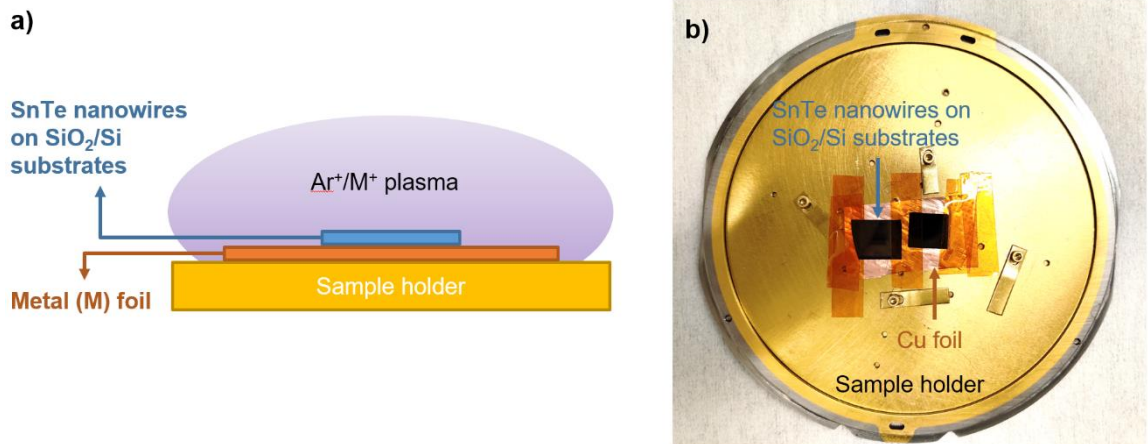 a)
SnTe nanowires
on SiO₂/Si
substrates
Ar⁺/M⁺ plasma
Metal (M) foil
Sample holder
b)
SnTe nanowires on
SiO₂/Si substrates
Cu foil
Sample holder